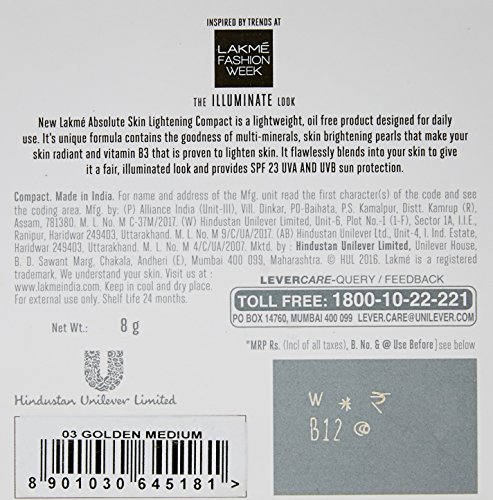 INSPIRED BY TRENDS AT
LAKMÉ
FASHION
WEEK
THE ILLUMINATE LOOK
New Lakmé Absolute Skin Lightening Compact is a lightweight, oil free product designed for daily
use. It's unique formula contains the goodness of multi-minerals, skin brightening pearls that make your
skin radiant and vitamin B3 that is proven to lighten skin. It flawlessly blends into your skin to give
it a fair, illuminated look and provides SPF 23 UVA AND UVB sun protection.
Compact. Made in India. For name and address of the Mfg. unit read the first character(s) of the code and see
the coding area. Mfg. by: (P) Alliance India (Unit-III), Vill. Dinkar, PO-Baihata, P.S. Kamalpur, Distt. Kamrup (R),
Assam, 781380. M. L. No. M C-37M/2017. (W) Hindustan Unilever Limited, Unit-6, Plot No.-1 (1-F), Sector 1A, I.I.E.,
Ranipur, Haridwar 249403, Uttarakhand. M. L. No. M 9/C/UA/2017. (AB) Hindustan Unilever Ltd., Unit-4, I. Ind. Estate,
Haridwar 249403, Uttarakhand. M. L. No M 4/C/UA/2017. Mktd. by : Hindustan Unilever Limited, Unilever House,
B. D. Sawant Marg, Chakala, Andheri (E), Mumbai 400 099, Maharashtra. © HUL 2016. Lakmé is a registered
trademark. We understand your skin. Visit us at :
www.lakmeindia.com. Keep in cool and dry place.
For external use only. Shelf Life 24 months.
LEVERCARE-QUERY / FEEDBACK
TOLL FREE: 1800-10-22-221
PO BOX 14760, MUMBAI 400 099 LEVER.CARE@UNILEVER.COM
Net Wt.: 8 g
*MRP Rs. (Incl of all taxes), B. No. & @ Use Before} see below
Hindustan Unilever Limited
W * ₹
B12 @
03 GOLDEN MEDIUM
8 901030 645181 >